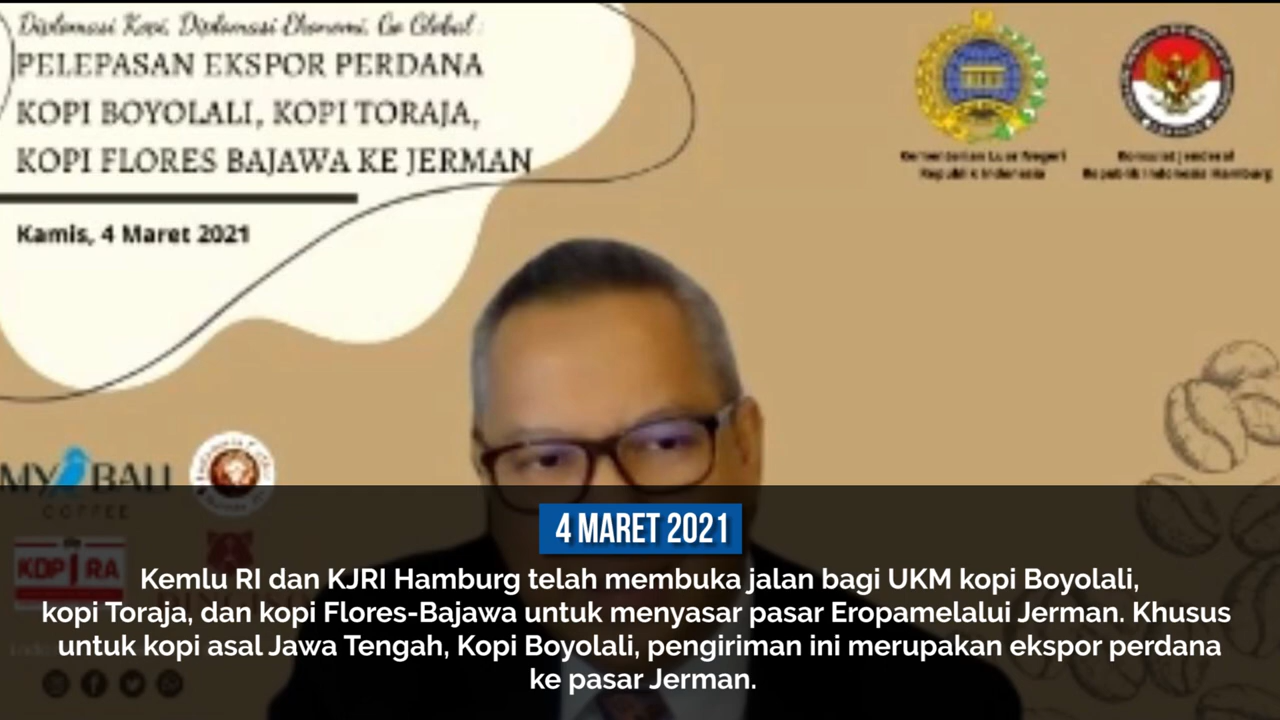 Diplomasi Kopi, Diplomasi Ekonomi, Go Global :
PELEPASAN EKSPOR PERDANA
KOPI BOYOLALI, KOPI TORAJA,
KOPI FLORES BAJAWA KE JERMAN
Kamis, 4 Maret 2021
Kementerian Luar Negeri
Republik Indonesia
Konsulat Jenderal
Republik Indonesia Hamburg
MY BALI
COFFEE
KOPI RA
4 MARET 2021
Kemlu RI dan KJRI Hamburg telah membuka jalan bagi UKM kopi Boyolali,
kopi Toraja, dan kopi Flores-Bajawa untuk menyasar pasar Eropamelalui Jerman. Khusus
untuk kopi asal Jawa Tengah, Kopi Boyolali, pengiriman ini merupakan ekspor perdana
ke pasar Jerman.